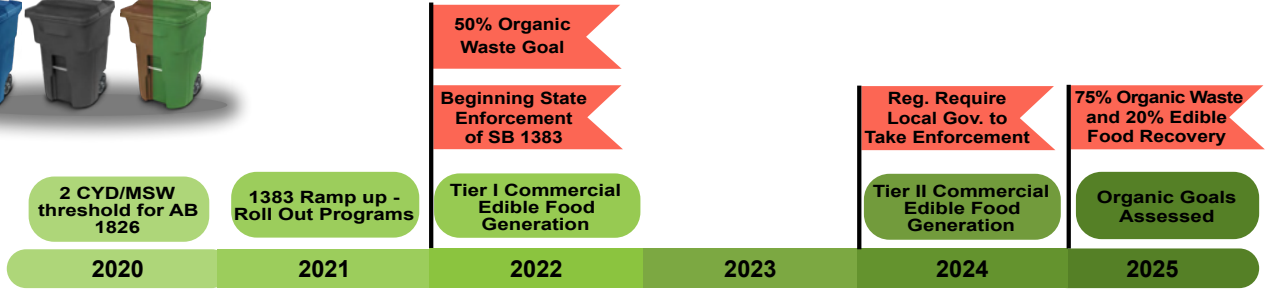 50% Organic
Waste Goal
Beginning State
Enforcement
of SB 1383
Reg. Require
Local Gov. to
Take Enforcement
75% Organic Waste
and 20% Edible
Food Recovery
2 CYD/MSW
threshold for AB
1826
1383 Ramp up -
Roll Out Programs
Tier I Commercial
Edible Food
Generation
Tier II Commercial
Edible Food
Generation
Organic Goals
Assessed
2020
2021
2022
2023
2024
2025